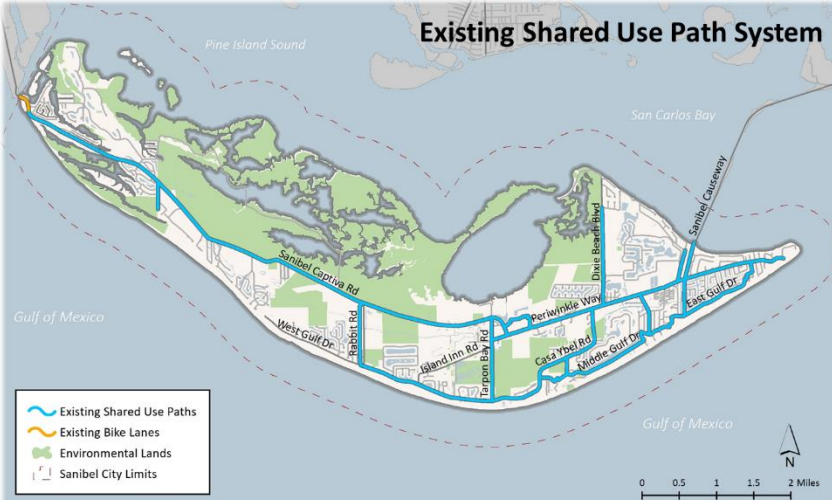 Existing Shared Use Path System
Pine Island Sound
San Carlos Bay
Sanibel Causeway
Dixie Beach Blvd
Sanibel Captiva Rd
Periwinkle Way
East Gulf Dr
Gulf of Mexico
West Gulf Dr
Rabbit Rd
Island Inn Rd
Tarpon Bay Rd
Casa Ybel Rd
Middle Gulf Dr
Gulf of Mexico
Existing Shared Use Paths
Existing Bike Lanes
Environmental Lands
Sanibel City Limits
N
0 0.5 1 1.5 2 Miles